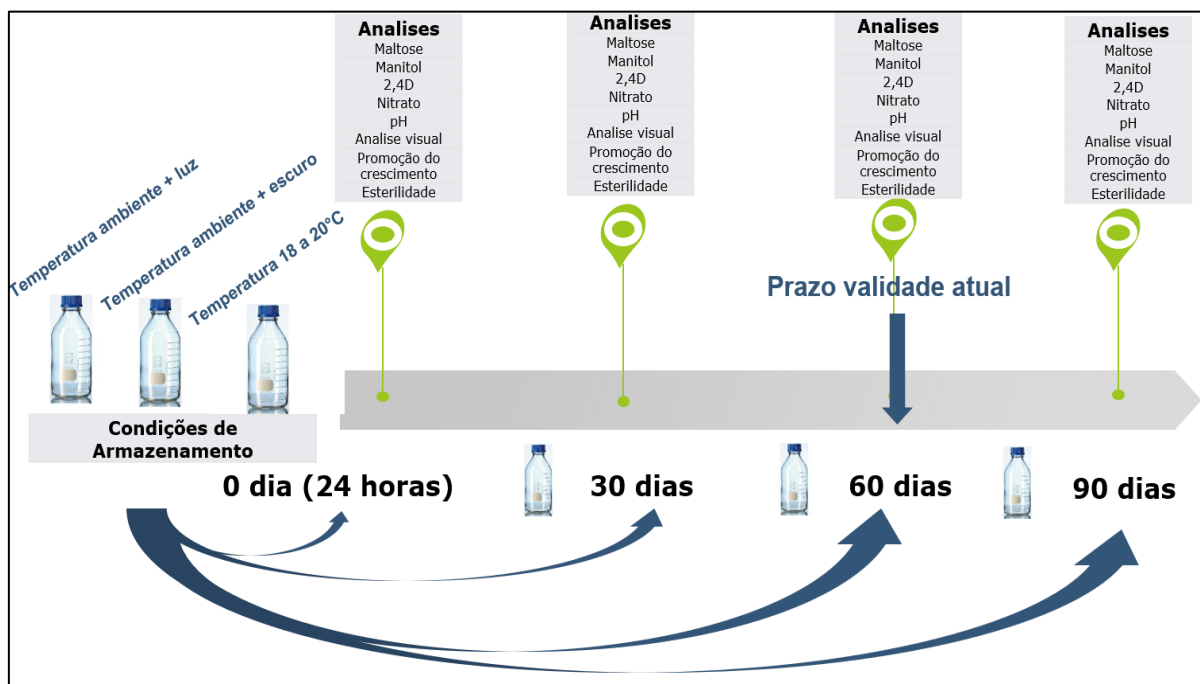 Analises
Maltose
Manitol
2,4D
Nitrato
pH
Analise visual
Promoção do
crescimento
Esterilidade
Analises
Maltose
Manitol
2,4D
Nitrato
pH
Analise visual
Promoção do
crescimento
Esterilidade
Analises
Maltose
Manitol
2,4D
Nitrato
pH
Analise visual
Promoção do
crescimento
Esterilidade
Analises
Maltose
Manitol
2,4D
Nitrato
pH
Analise visual
Promoção do
crescimento
Esterilidade
Temperatura ambiente + luz
Temperatura ambiente + escuro
Temperatura 18 a 20°C
Prazo validade atual
Condições de
Armazenamento
0 dia (24 horas)
30 dias
60 dias
90 dias